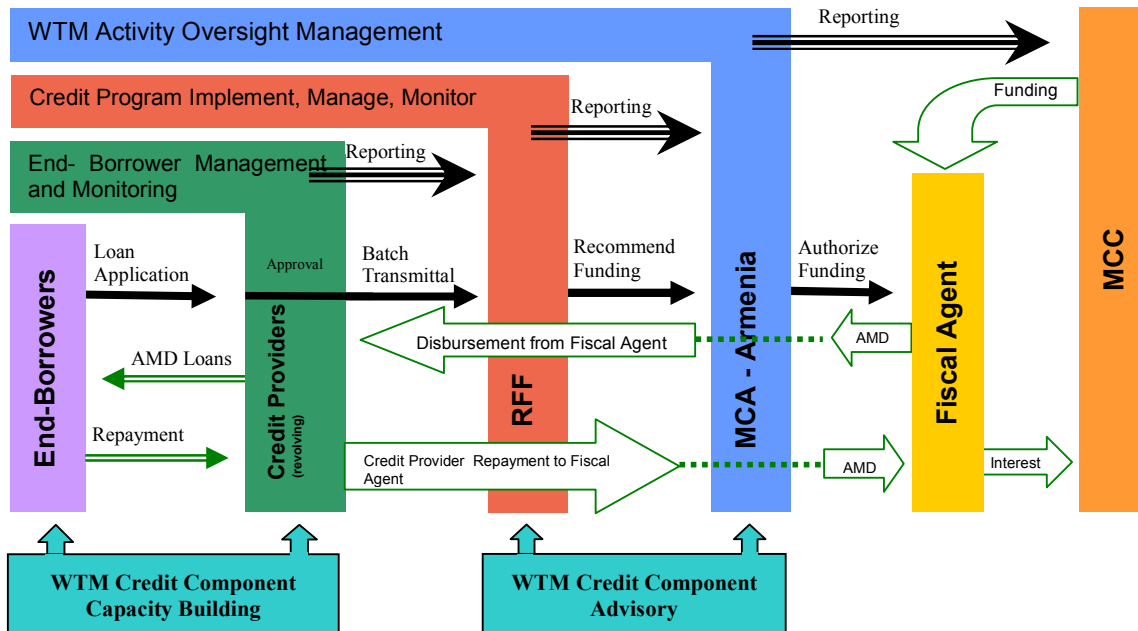 Reporting
WTM Activity Oversight Management
Funding
Credit Program Implement, Manage, Monitor
Reporting
End- Borrower Management
and Monitoring
Reporting
Loan
Application
Approval
Batch
Transmittal
Recommend
Funding
Authorize
Funding
Disbursement from Fiscal Agent
AMD
AMD Loans
Repayment
Credit Provider Repayment to Fiscal
Agent
AMD
Interest
End-Borrowers
Credit Providers
(revolving)
RFF
MCA - Armenia
Fiscal Agent
MCC
WTM Credit Component
Capacity Building
WTM Credit Component
Advisory